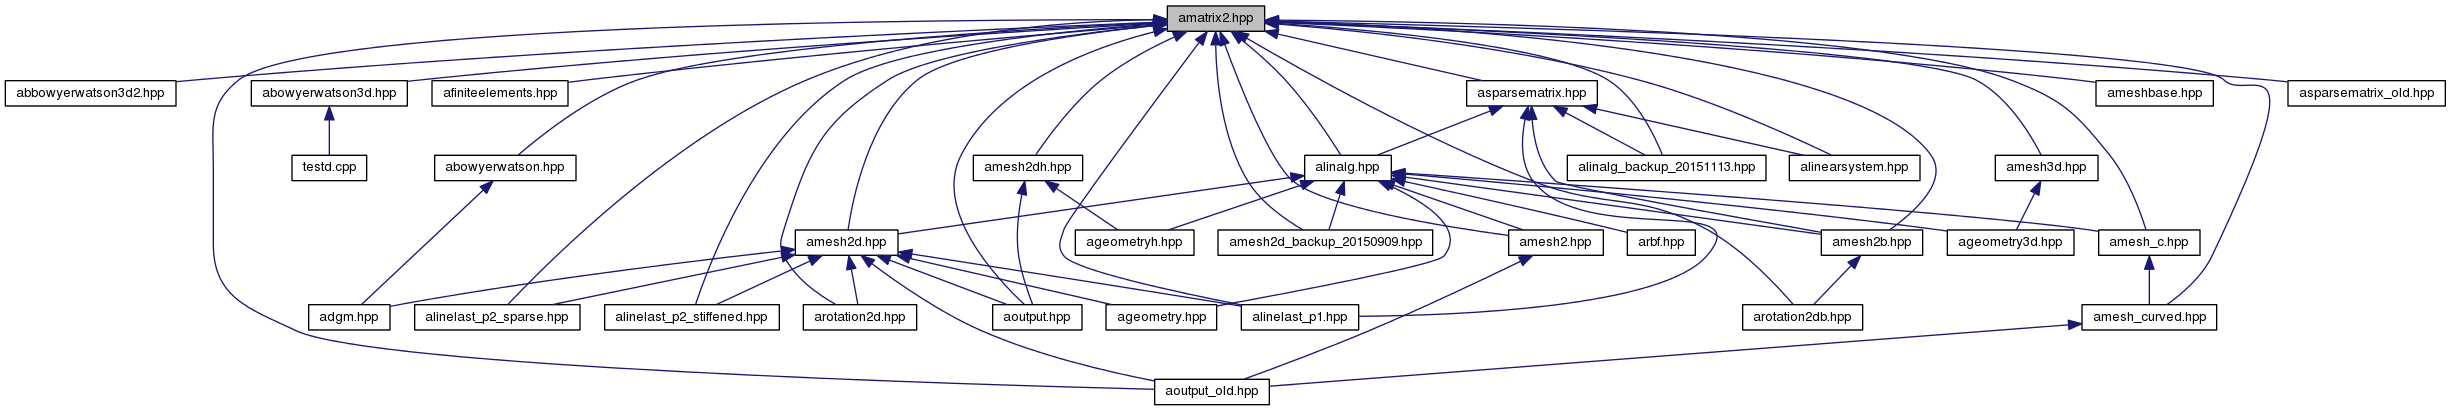 amatrix2.hpp
abbowyerwatson3d2.hpp
abowyerwatson3d.hpp
afiniteelements.hpp
asparsematrix.hpp
ameshbase.hpp
asparsematrix_old.hpp
testd.cpp
abowyerwatson.hpp
amesh2dh.hpp
alinalg.hpp
alinalg_backup_20151113.hpp
alinearsystem.hpp
amesh3d.hpp
amesh2d.hpp
ageometryh.hpp
amesh2d_backup_20150909.hpp
amesh2.hpp
arbf.hpp
amesh2b.hpp
ageometry3d.hpp
amesh_c.hpp
adgm.hpp
alinelast_p2_sparse.hpp
alinelast_p2_stiffened.hpp
arotation2d.hpp
aoutput.hpp
ageometry.hpp
alinelast_p1.hpp
arotation2db.hpp
amesh_curved.hpp
aoutput_old.hpp